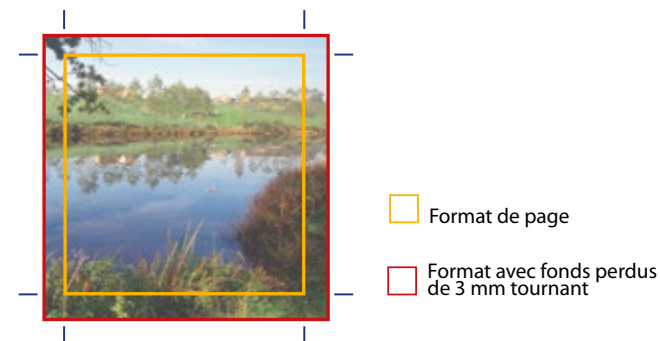 Format de page
Format avec fonds perdus
de 3 mm tournant